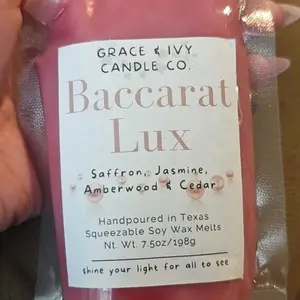 GRACE & IVY
CANDLE CO.
Baccarat
Lux
Saffron, Jasmine,
Amberwood & Cedar
Handpoured in Texas
Squeezable Soy Wax Melts
Nt. Wt. 7.5oz/198g
shine your light for all to see